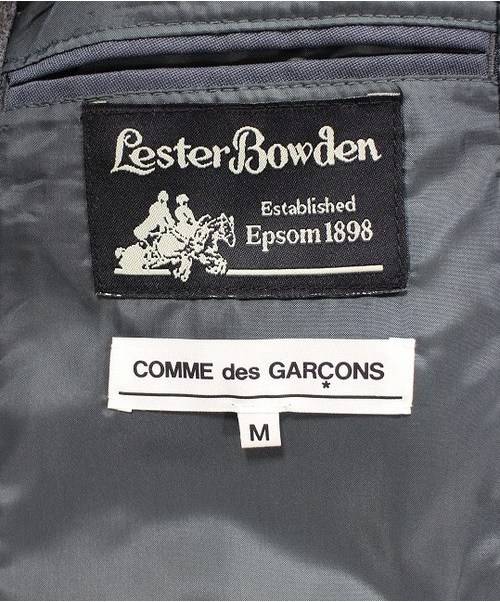 Lester Bowden
Established
Epsom 1898
COMME des GARÇONS
*
M